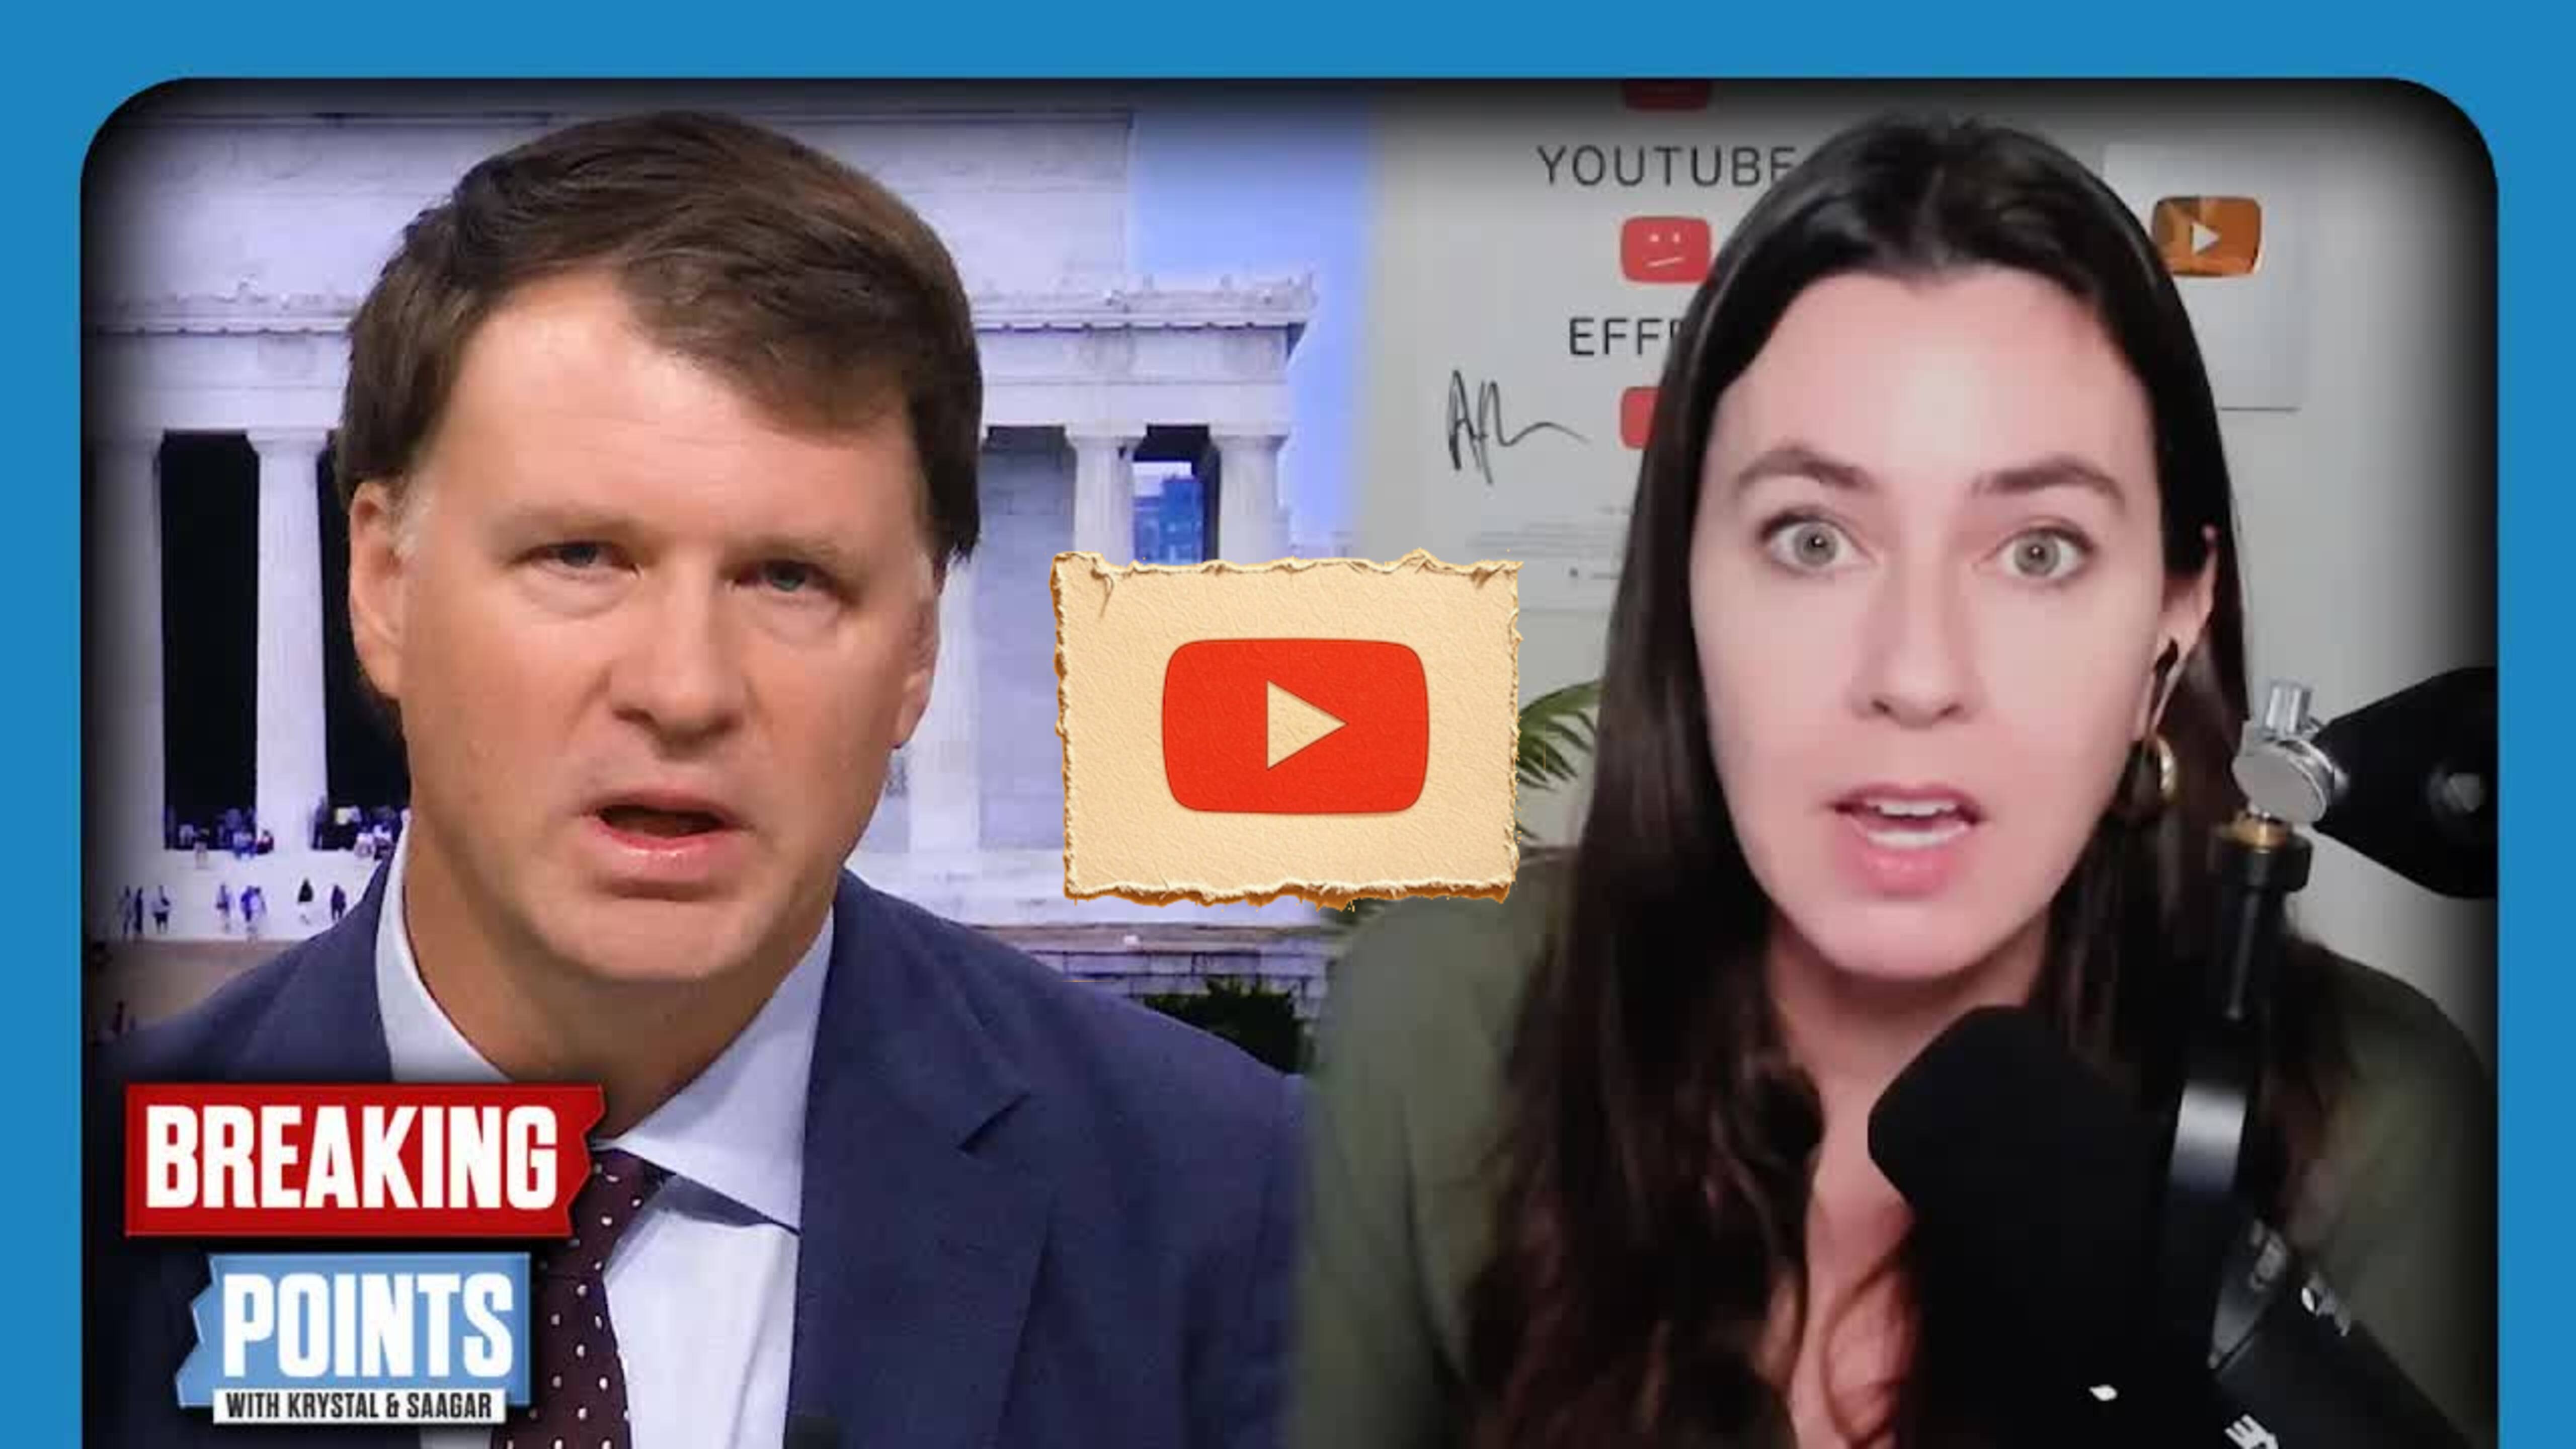 YOUTUBE
EFF
BREAKING
POINTS
WITH KRYSTAL & SAAGAR